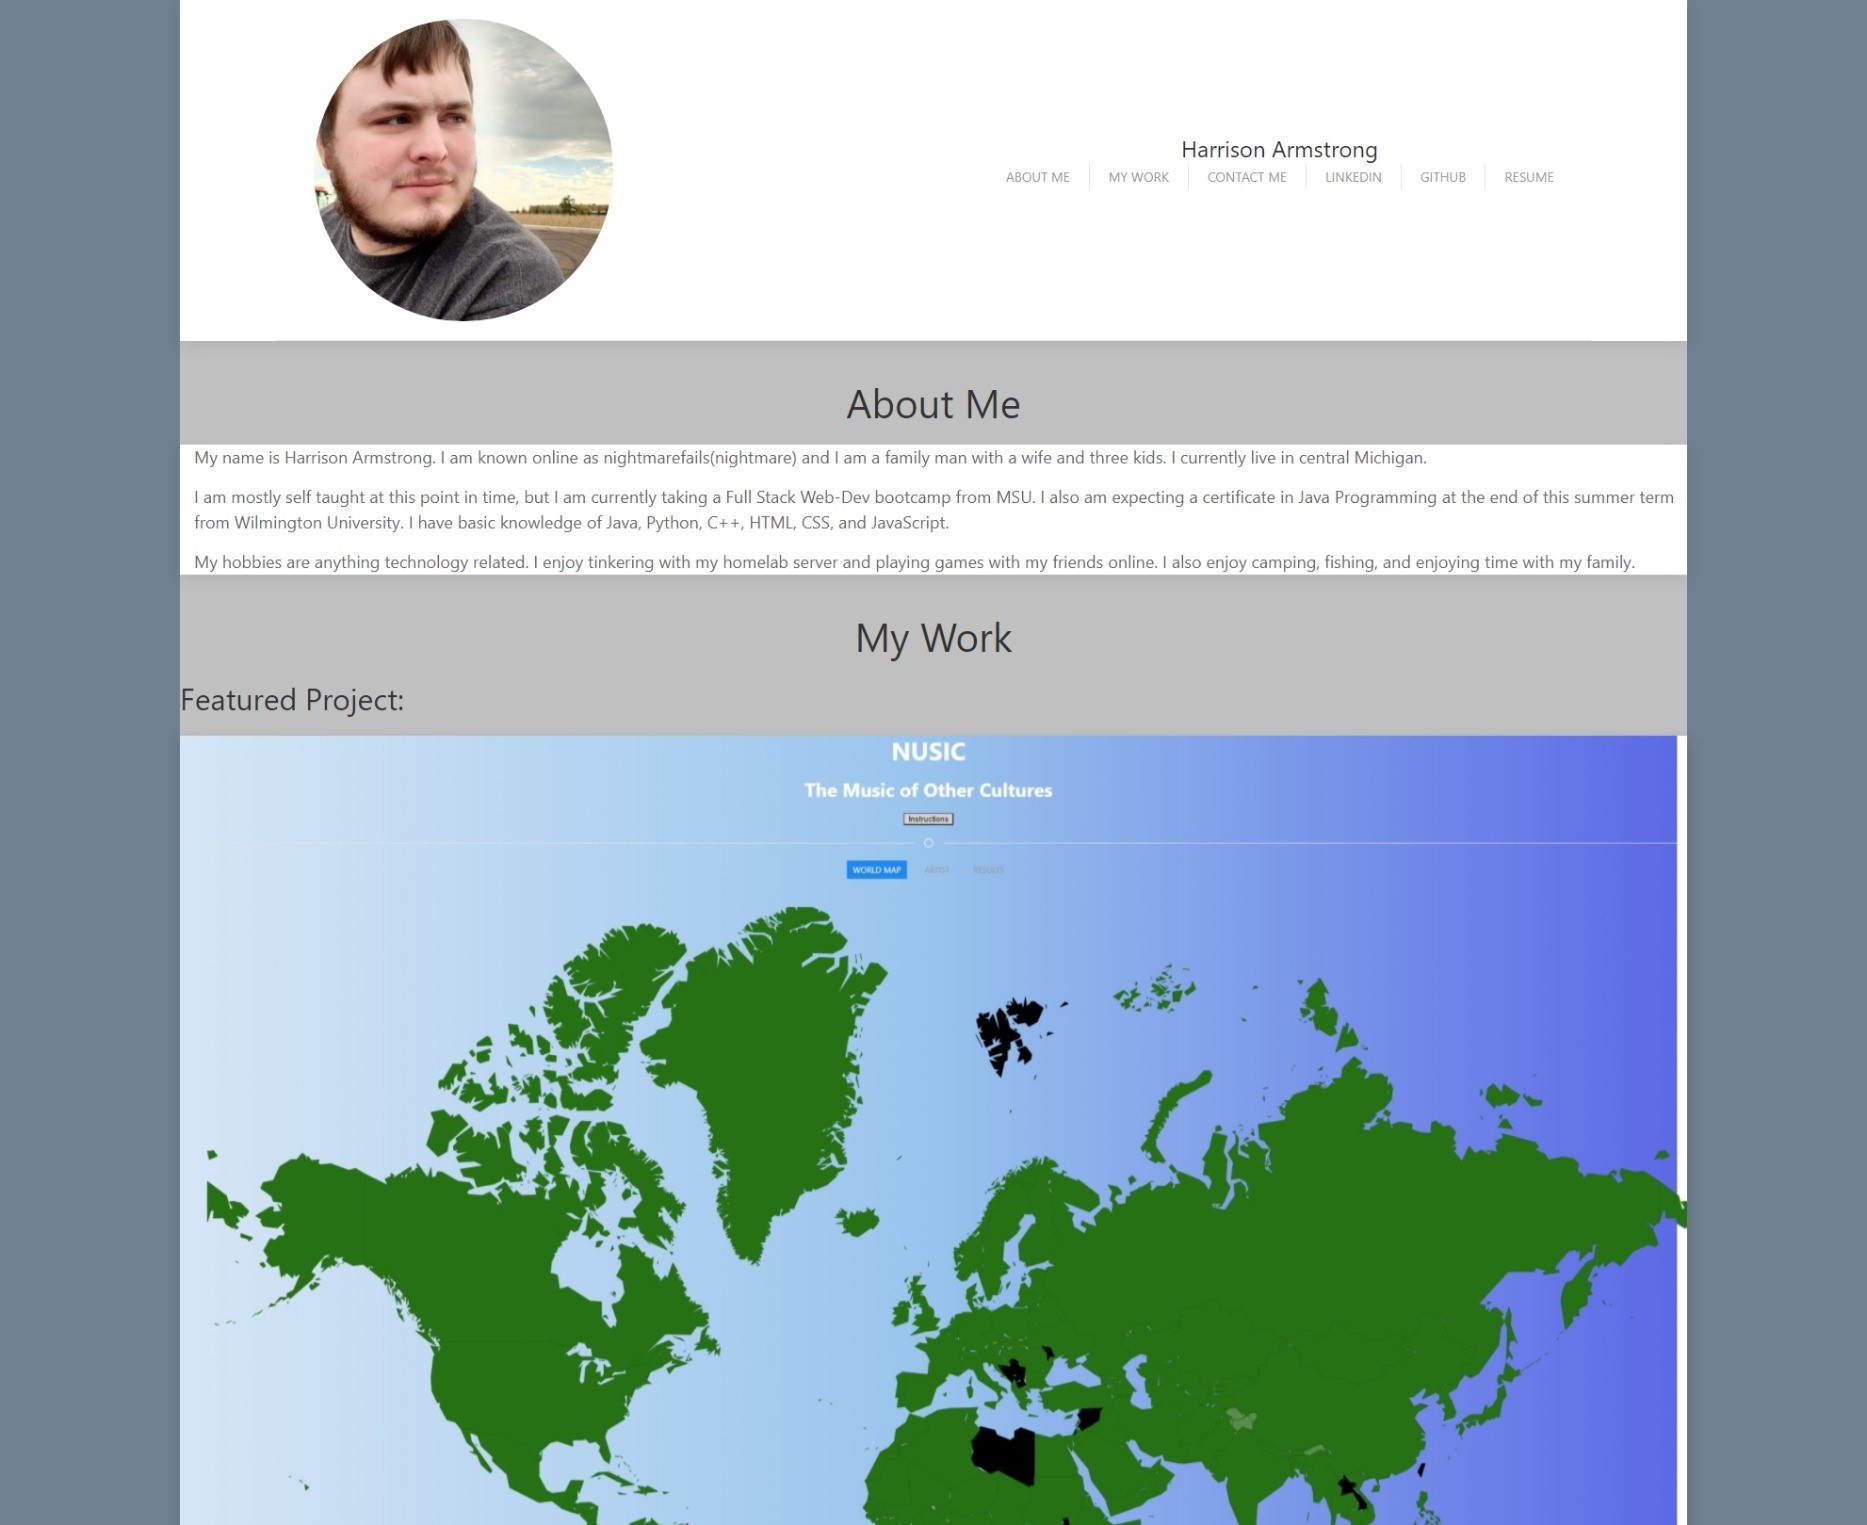 Harrison Armstrong
ABOUT ME MY WORK CONTACT ME LINKEDIN GITHUB RESUME
About Me
My name is Harrison Armstrong. I am known online as nightmarefails(nightmare) and I am a family man with a wife and three kids. I currently live in central Michigan.
I am mostly self taught at this point in time, but I am currently taking a Full Stack Web-Dev bootcamp from MSU. I also am expecting a certificate in Java Programming at the end of this summer term
from Wilmington University. I have basic knowledge of Java, Python, C++, HTML, CSS, and JavaScript.
My hobbies are anything technology related. I enjoy tinkering with my homelab server and playing games with my friends online. I also enjoy camping, fishing, and enjoying time with my family.
My Work
Featured Project:
NUSIC
The Music of Other Cultures
Instructions
WORLD MAP ARTIST RESULTS